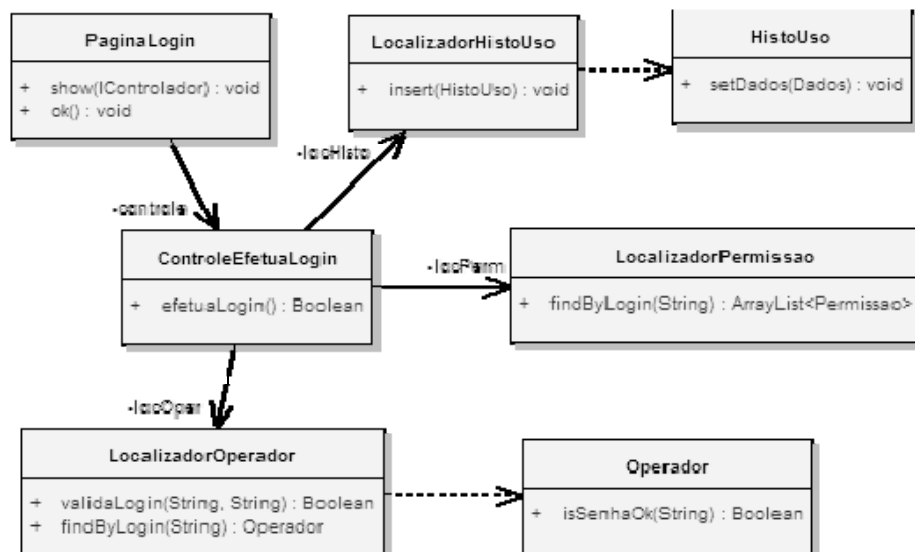 PaginaLogin
+ show(IControlador) : void
+ ok() : void
LocalizadorHistoUso
+ insert(HistoUso) : void
HistoUso
+ setDados(Dados) : void
-locHisto
-controle
ControleEfetuaLogin
+ efetuaLogin() : Boolean
-locPerm
LocalizadorPermissao
+ findByLogin(String) : ArrayList<Permissao>
-locOper
LocalizadorOperador
+ validaLogin(String, String) : Boolean
+ findByLogin(String) : Operador
Operador
+ isSenhaOk(String) : Boolean